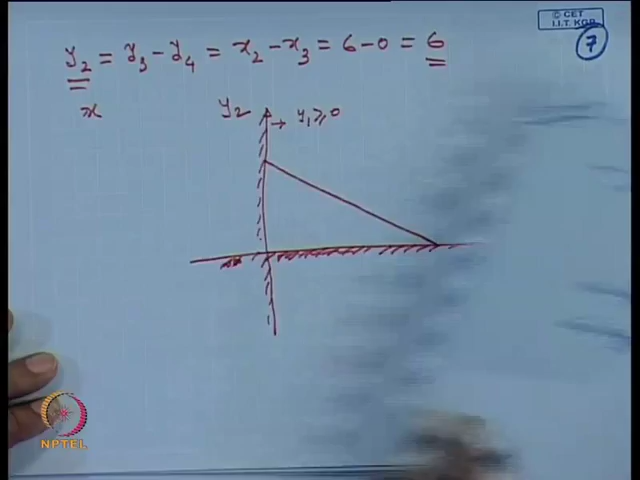 © CET
I.I.T. KGP
7
y₂ = y₃ − y₄ = x₂ − x₃ = 6 − 0 = 6
x
y₂
→ y₁ ≥ 0
NPTEL